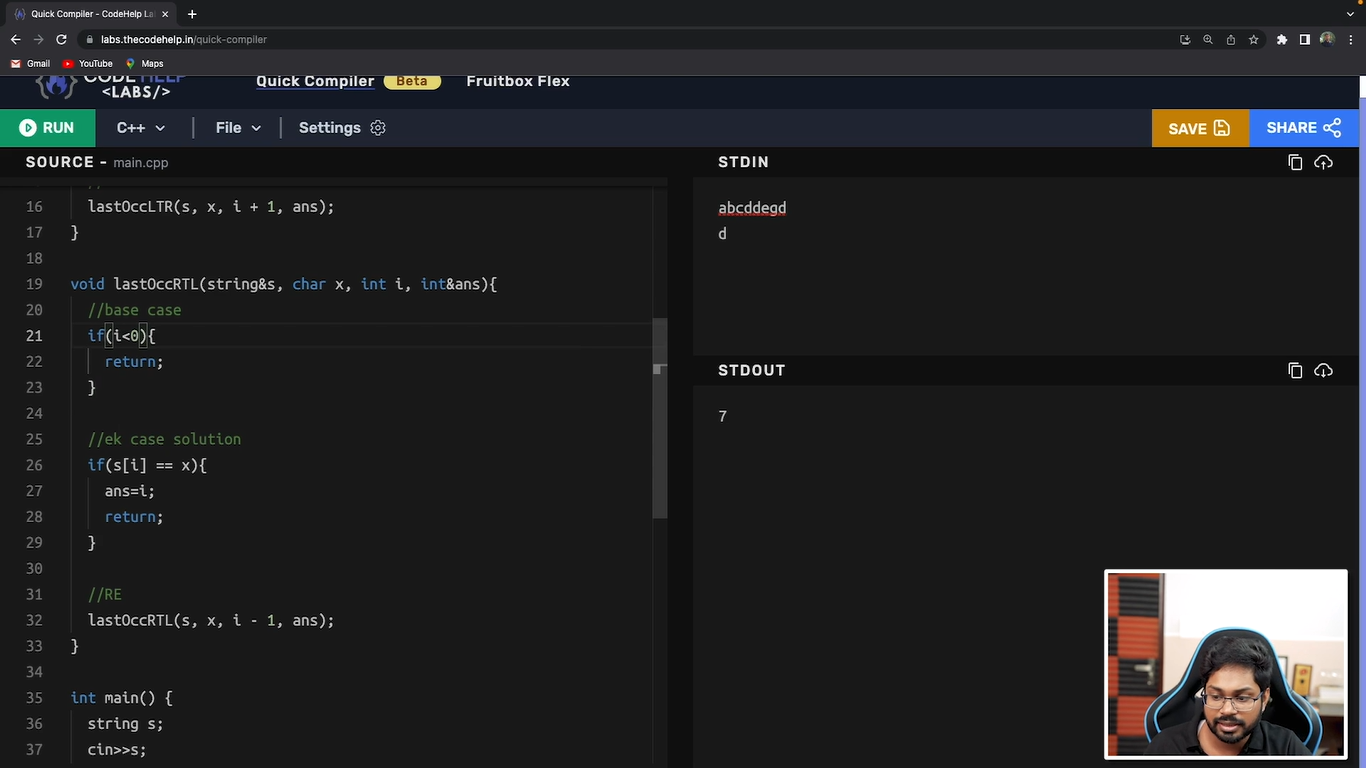 Quick Compiler - CodeHelp La
labs.thecodehelp.in/quick-compiler
Gmail YouTube Maps
CODE HELP
<LABS/>
Quick Compiler Beta Fruitbox Flex
RUN C++ File Settings SAVE SHARE
SOURCE - main.cpp
16 lastOccLTR(s, x, i + 1, ans);
17 }
18
19 void lastOccRTL(string&s, char x, int i, int&ans){
20 //base case
21 if(i<0){
22 return;
23 }
24
25 //ek case solution
26 if(s[i] == x){
27 ans=i;
28 return;
29 }
30
31 //RE
32 lastOccRTL(s, x, i - 1, ans);
33 }
34
35 int main() {
36 string s;
37 cin>>s;
STDIN
abcddegd
d
STDOUT
7